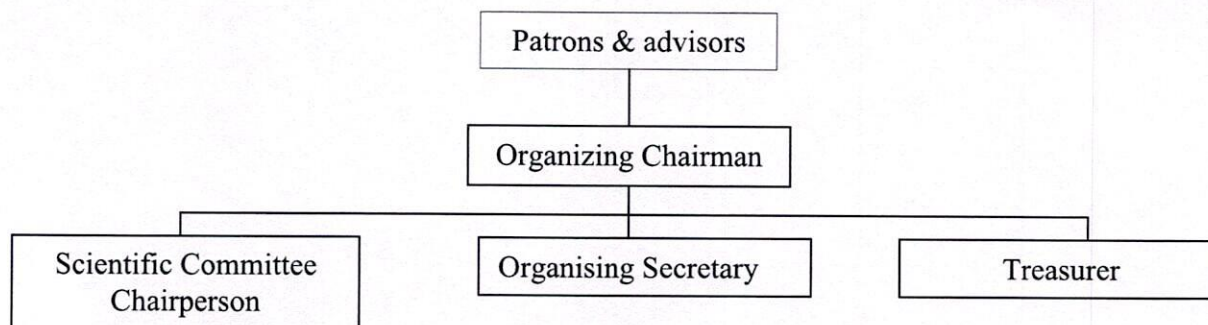 Patrons & advisors
Organizing Chairman
Scientific Committee
Chairperson
Organising Secretary
Treasurer